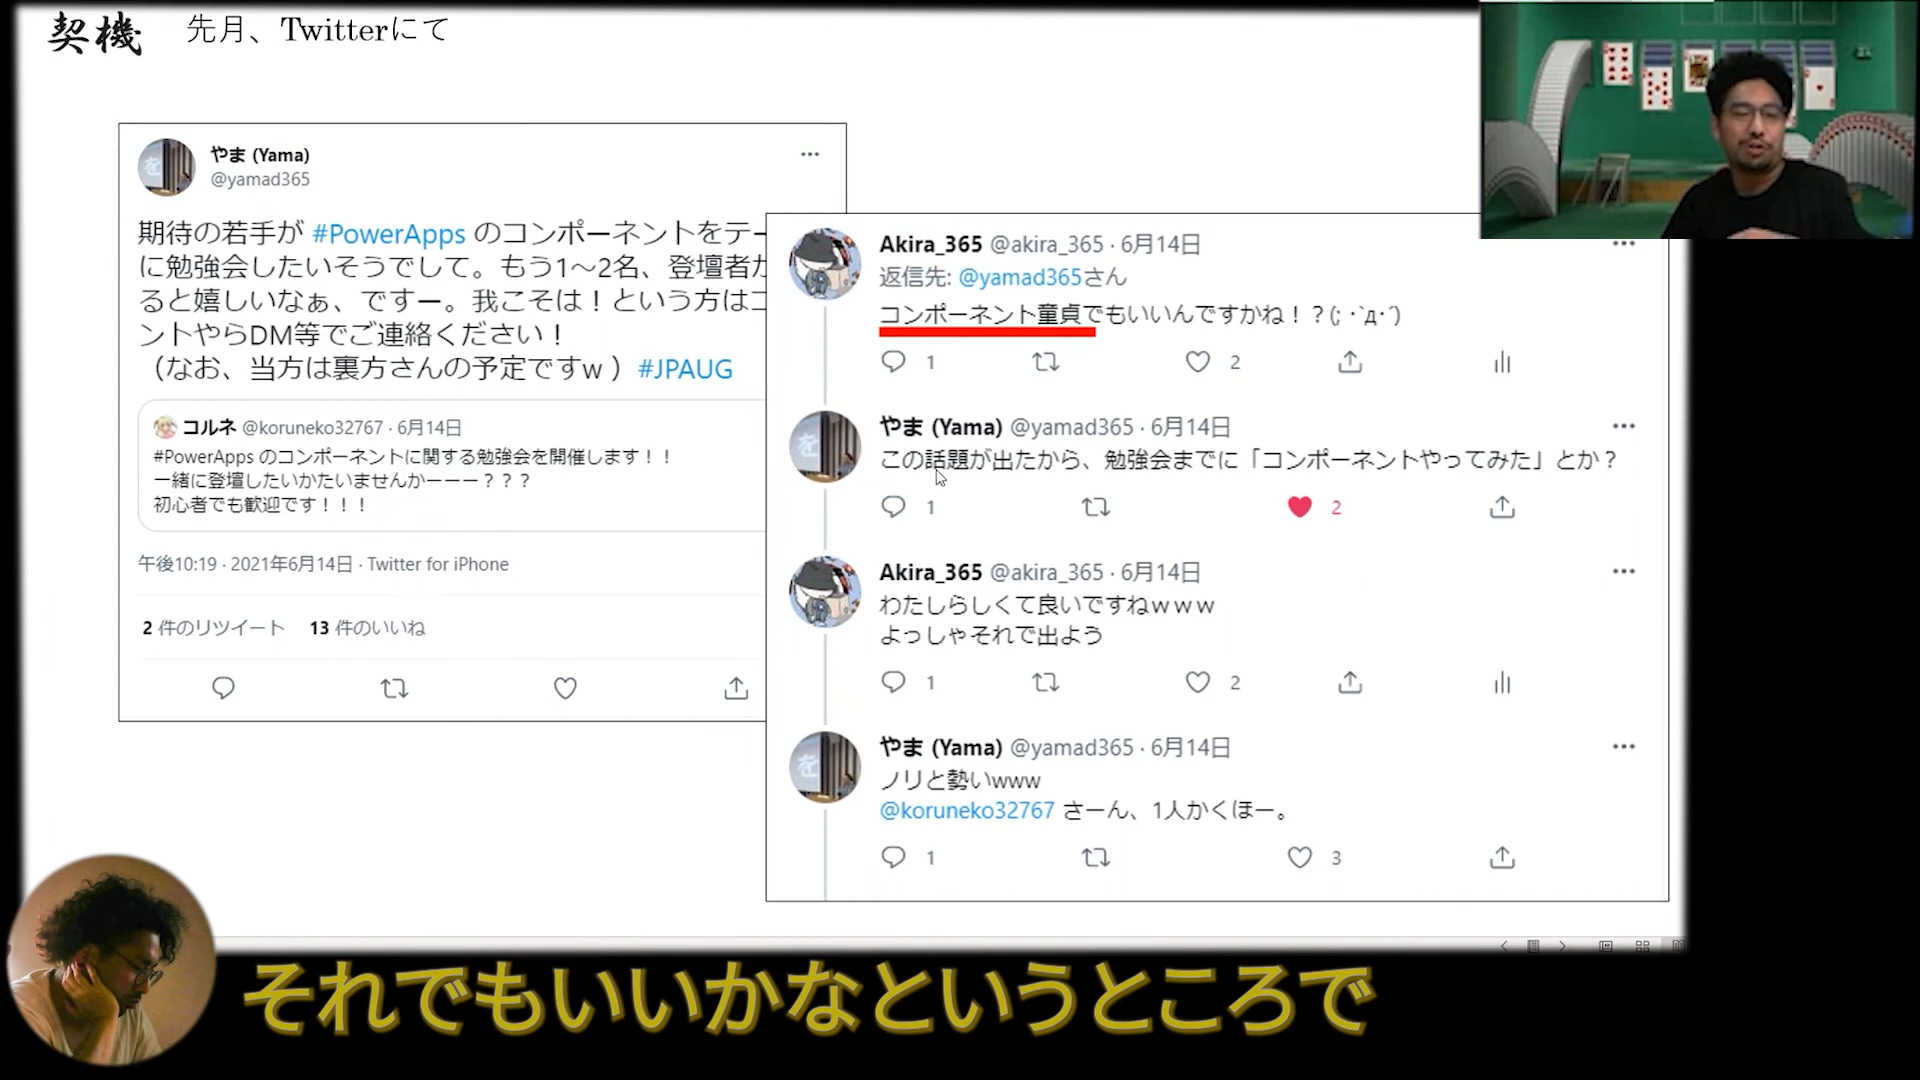 契機 先月、Twitterにて
やま (Yama)
@yamad365
期待の若手が #PowerApps のコンポーネントをテー
に勉強会したいそうでして。もう1〜2名、登壇者が
ると嬉しいなぁ、ですー。我こそは！という方はコ
ントやらDM等でご連絡ください！
（なお、当方は裏方さんの予定ですw ）#JPAUG
コルネ @koruneko32767 · 6月14日
#PowerApps のコンポーネントに関する勉強会を開催します！！
一緒に登壇したいかたいませんかーーー？？？
初心者でも歓迎です！！！
午後10:19 · 2021年6月14日 · Twitter for iPhone
2 件のリツイート 13 件のいいね
Akira_365 @akira_365 · 6月14日
返信先: @yamad365さん
コンポーネント童貞でもいいんですかね！？(; ･`д･´)
1 2
やま (Yama) @yamad365 · 6月14日
この話題が出たから、勉強会までに「コンポーネントやってみた」とか？
1 2
Akira_365 @akira_365 · 6月14日
わたしらしくて良いですねｗｗｗ
よっしゃそれで出よう
1 2
やま (Yama) @yamad365 · 6月14日
ノリと勢いwww
@koruneko32767 さーん、1人かくほー。
1 3
それでもいいかなというところで